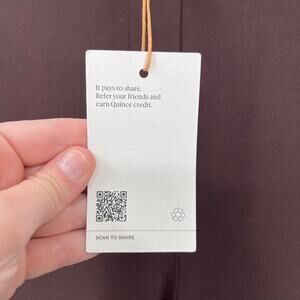 It pays to share.
Refer your friends and
earn Quince credit.
SCAN TO SHARE